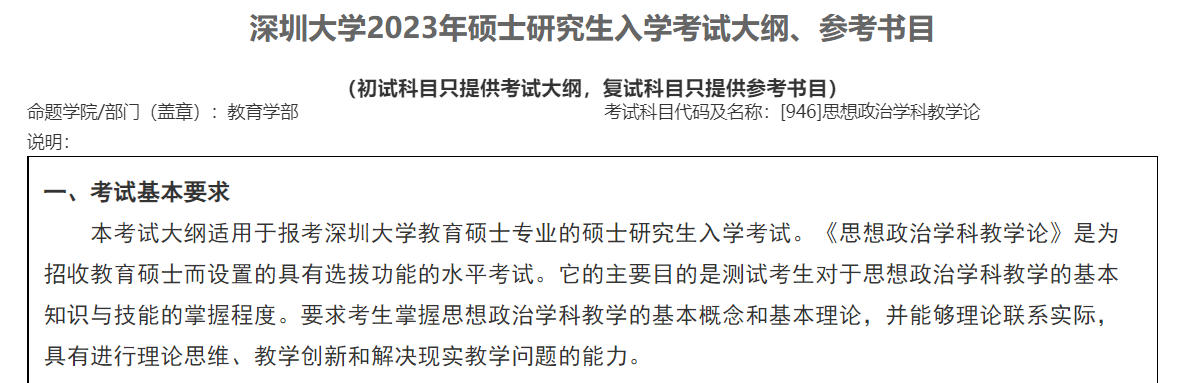 深圳大学2023年硕士研究生入学考试大纲、参考书目
（初试科目只提供考试大纲，复试科目只提供参考书目）
命题学院/部门（盖章）：教育学部 考试科目代码及名称：[946]思想政治学科教学论
说明：
一、考试基本要求
本考试大纲适用于报考深圳大学教育硕士专业的硕士研究生入学考试。《思想政治学科教学论》是为
招收教育硕士而设置的具有选拔功能的水平考试。它的主要目的是测试考生对于思想政治学科教学的基本
知识与技能的掌握程度。要求考生掌握思想政治学科教学的基本概念和基本理论，并能够理论联系实际，
具有进行理论思维、教学创新和解决现实教学问题的能力。